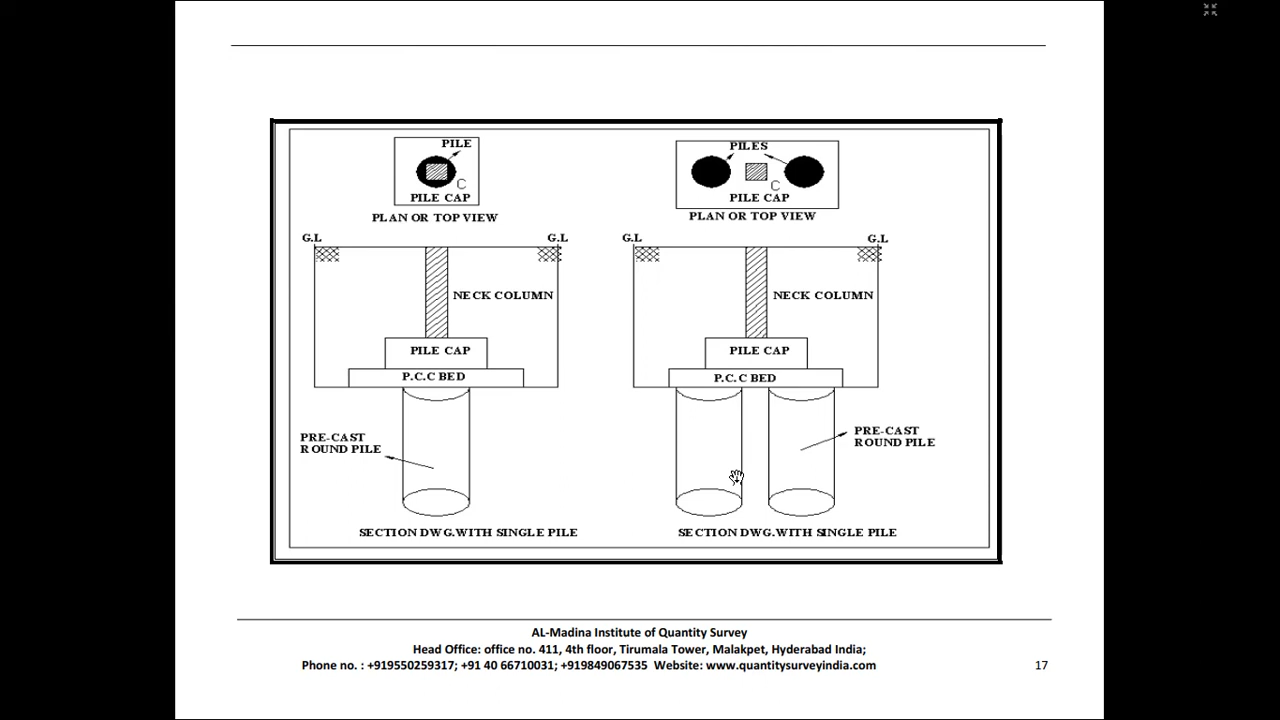 PILE
C
PILE CAP
PLAN OR TOP VIEW
G.L
G.L
NECK COLUMN
PILE CAP
P.C.C BED
PRE-CAST
ROUND PILE
SECTION DWG.WITH SINGLE PILE
PILES
C
PILE CAP
PLAN OR TOP VIEW
G.L
G.L
NECK COLUMN
PILE CAP
P.C.C BED
PRE-CAST
ROUND PILE
SECTION DWG.WITH SINGLE PILE
AL-Madina Institute of Quantity Survey
Head Office: office no. 411, 4th floor, Tirumala Tower, Malakpet, Hyderabad India;
Phone no. : +919550259317; +91 40 66710031; +919849067535 Website: www.quantitysurveyindia.com
17